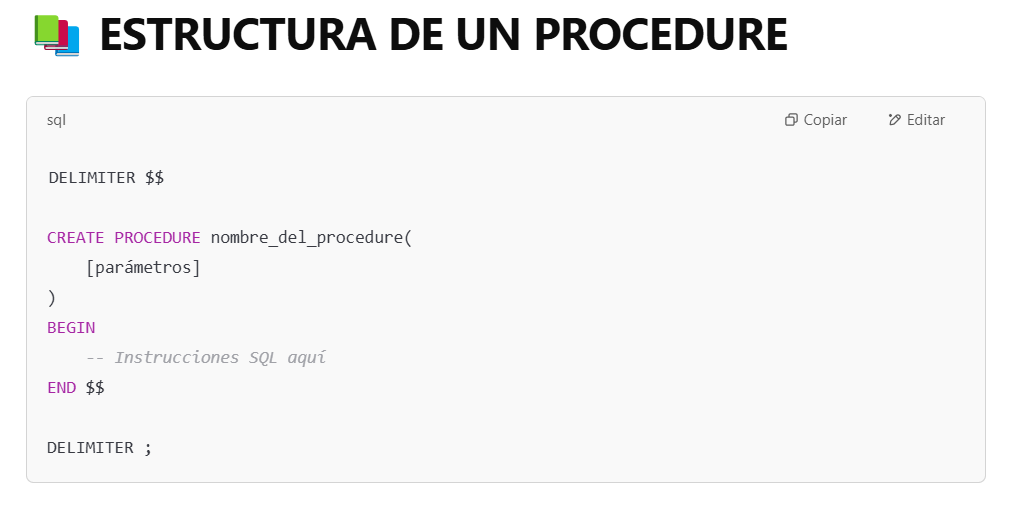 📚 ESTRUCTURA DE UN PROCEDURE
sql
Copiar
Editar
DELIMITER $$
CREATE PROCEDURE nombre_del_procedure(
    [parámetros]
)
BEGIN
    -- Instrucciones SQL aquí
END $$
DELIMITER ;